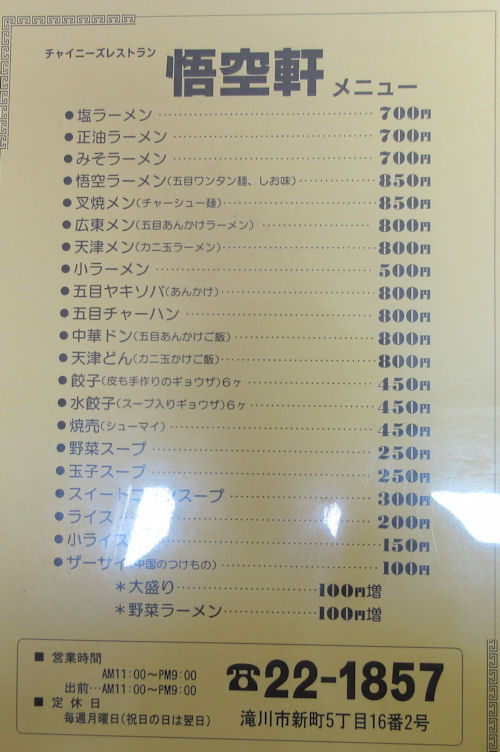 チャイニーズレストラン
悟空軒 メニュー
●塩ラーメン………700円
●正油ラーメン………700円
●みそラーメン………700円
●悟空ラーメン(五目ワンタン麺、しお味)………850円
●叉焼メン(チャーシュー麺)………850円
●広東メン(五目あんかけラーメン)………800円
●天津メン(カニ玉ラーメン)………800円
●小ラーメン………500円
●五目ヤキソバ(あんかけ)………800円
●五目チャーハン………800円
●中華ドン(五目あんかけご飯)………800円
●天津どん(カニ玉かけご飯)………800円
●餃子(皮も手作りのギョウザ)6ヶ………450円
●水餃子(スープ入りギョウザ)6ヶ………450円
●焼売(シューマイ)………450円
●野菜スープ………250円
●玉子スープ………250円
●スイートコーンスープ………300円
●ライス………200円
●小ライス………150円
●ザーサイ(中国のつけもの)………100円
＊大盛り………100円増
＊野菜ラーメン………100円増
■ 営業時間
AM11:00～PM9:00
出前…AM11:00～PM9:00
■ 定休日
毎週月曜日(祝日の日は翌日)
☎22-1857
滝川市新町5丁目16番2号